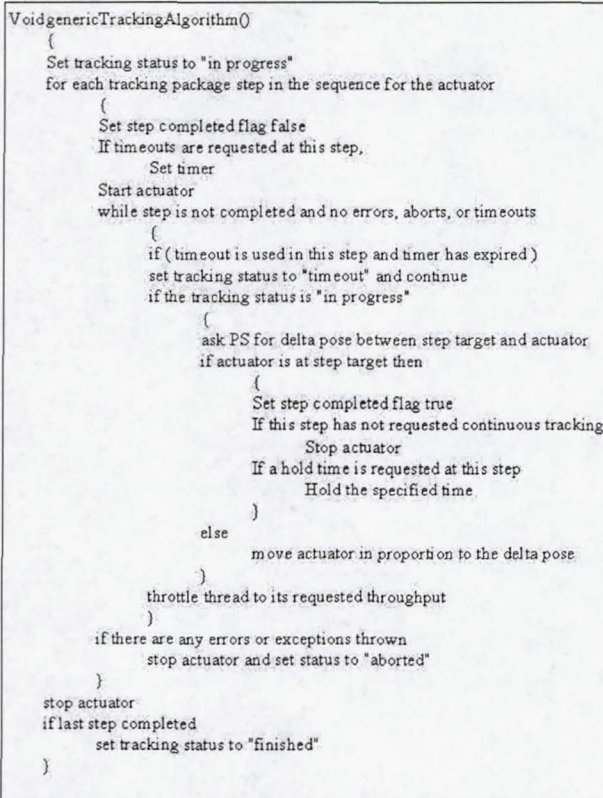 VoidgenericTrackingAlgorithm()
{
Set tracking status to "in progress"
for each tracking package step in the sequence for the actuator
{
Set step completed flag false
If timeouts are requested at this step,
Set timer
Start actuator
while step is not completed and no errors, aborts, or timeouts
{
if ( timeout is used in this step and timer has expired )
set tracking status to "timeout" and continue
if the tracking status is "in progress"
{
ask PS for delta pose between step target and actuator
if actuator is at step target then
{
Set step completed flag true
If this step has not requested continuous tracking
Stop actuator
If a hold time is requested at this step
Hold the specified time
}
else
move actuator in proportion to the delta pose
}
throttle thread to its requested throughput
}
if there are any errors or exceptions thrown
stop actuator and set status to "aborted"
}
stop actuator
if last step completed
set tracking status to "finished"
}